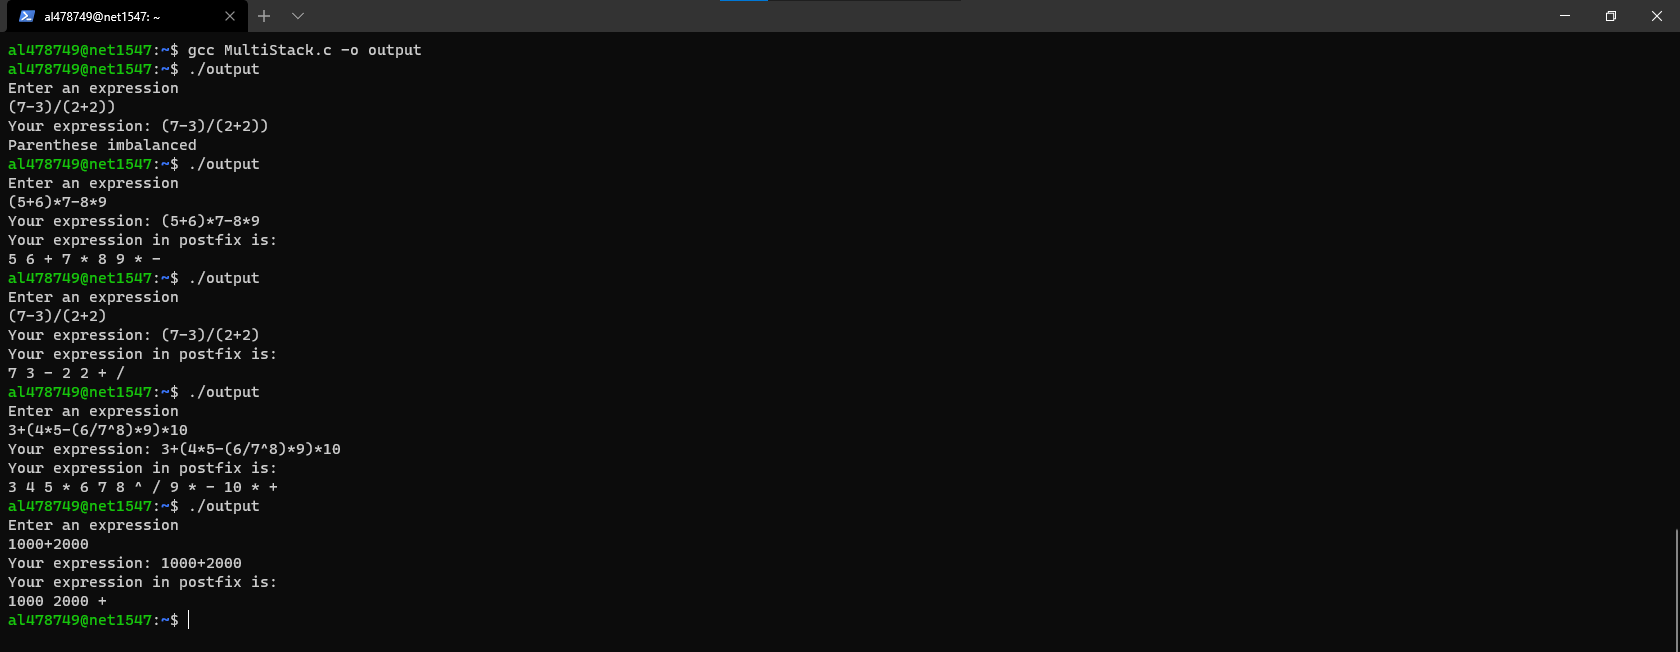 al478749@net1547: ~
al478749@net1547:~$ gcc MultiStack.c -o output
al478749@net1547:~$ ./output
Enter an expression
(7-3)/(2+2))
Your expression: (7-3)/(2+2))
Parenthese imbalanced
al478749@net1547:~$ ./output
Enter an expression
(5+6)*7-8*9
Your expression: (5+6)*7-8*9
Your expression in postfix is:
5 6 + 7 * 8 9 * -
al478749@net1547:~$ ./output
Enter an expression
(7-3)/(2+2)
Your expression: (7-3)/(2+2)
Your expression in postfix is:
7 3 - 2 2 + /
al478749@net1547:~$ ./output
Enter an expression
3+(4*5-(6/7^8)*9)*10
Your expression: 3+(4*5-(6/7^8)*9)*10
Your expression in postfix is:
3 4 5 * 6 7 8 ^ / 9 * - 10 * +
al478749@net1547:~$ ./output
Enter an expression
1000+2000
Your expression: 1000+2000
Your expression in postfix is:
1000 2000 +
al478749@net1547:~$